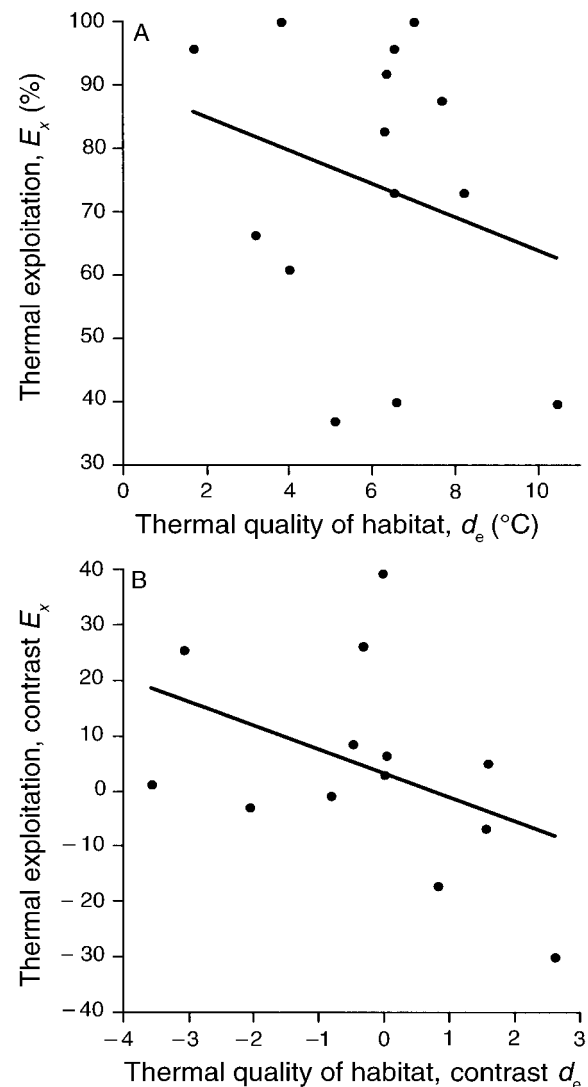 A
Thermal exploitation, Ex (%)
100
90
80
70
60
50
40
30
0 2 4 6 8 10
Thermal quality of habitat, de (°C)
B
Thermal exploitation, contrast Ex
40
30
20
10
0
− 10
− 20
− 30
−40
−4 −3 −2 −1 0 1 2 3
Thermal quality of habitat, contrast de